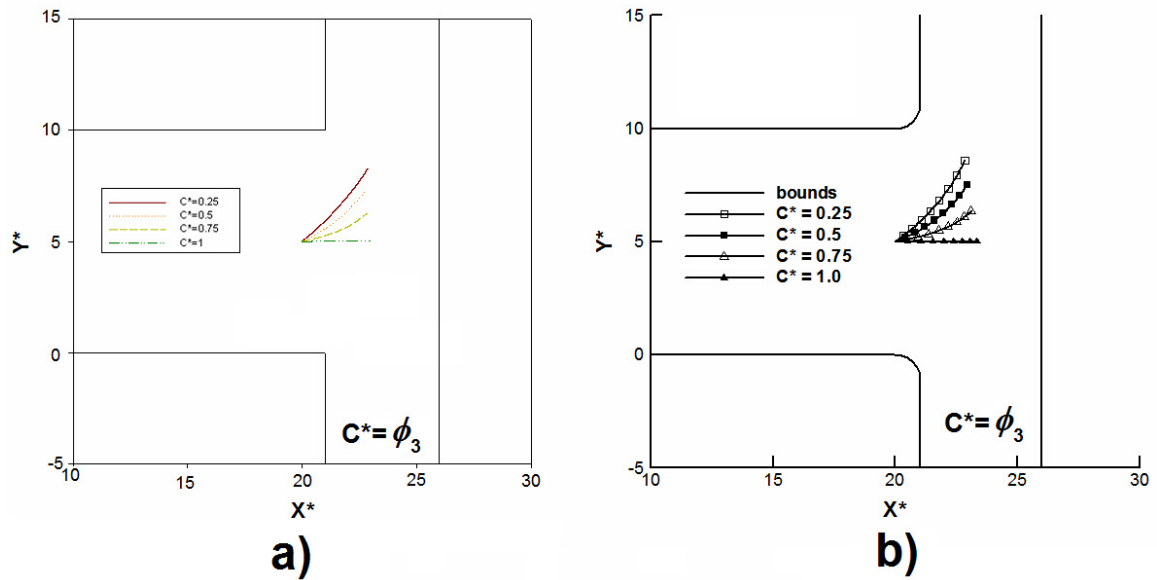 15
10
5
0
-5
Y*
C*=0.25
C*=0.5
C*=0.75
C*=1
C*= ϕ3
10
15
20
25
30
X*
a)
15
10
5
0
-5
Y*
bounds
C* = 0.25
C* = 0.5
C* = 0.75
C* = 1.0
C*= ϕ3
10
15
20
25
30
X*
b)